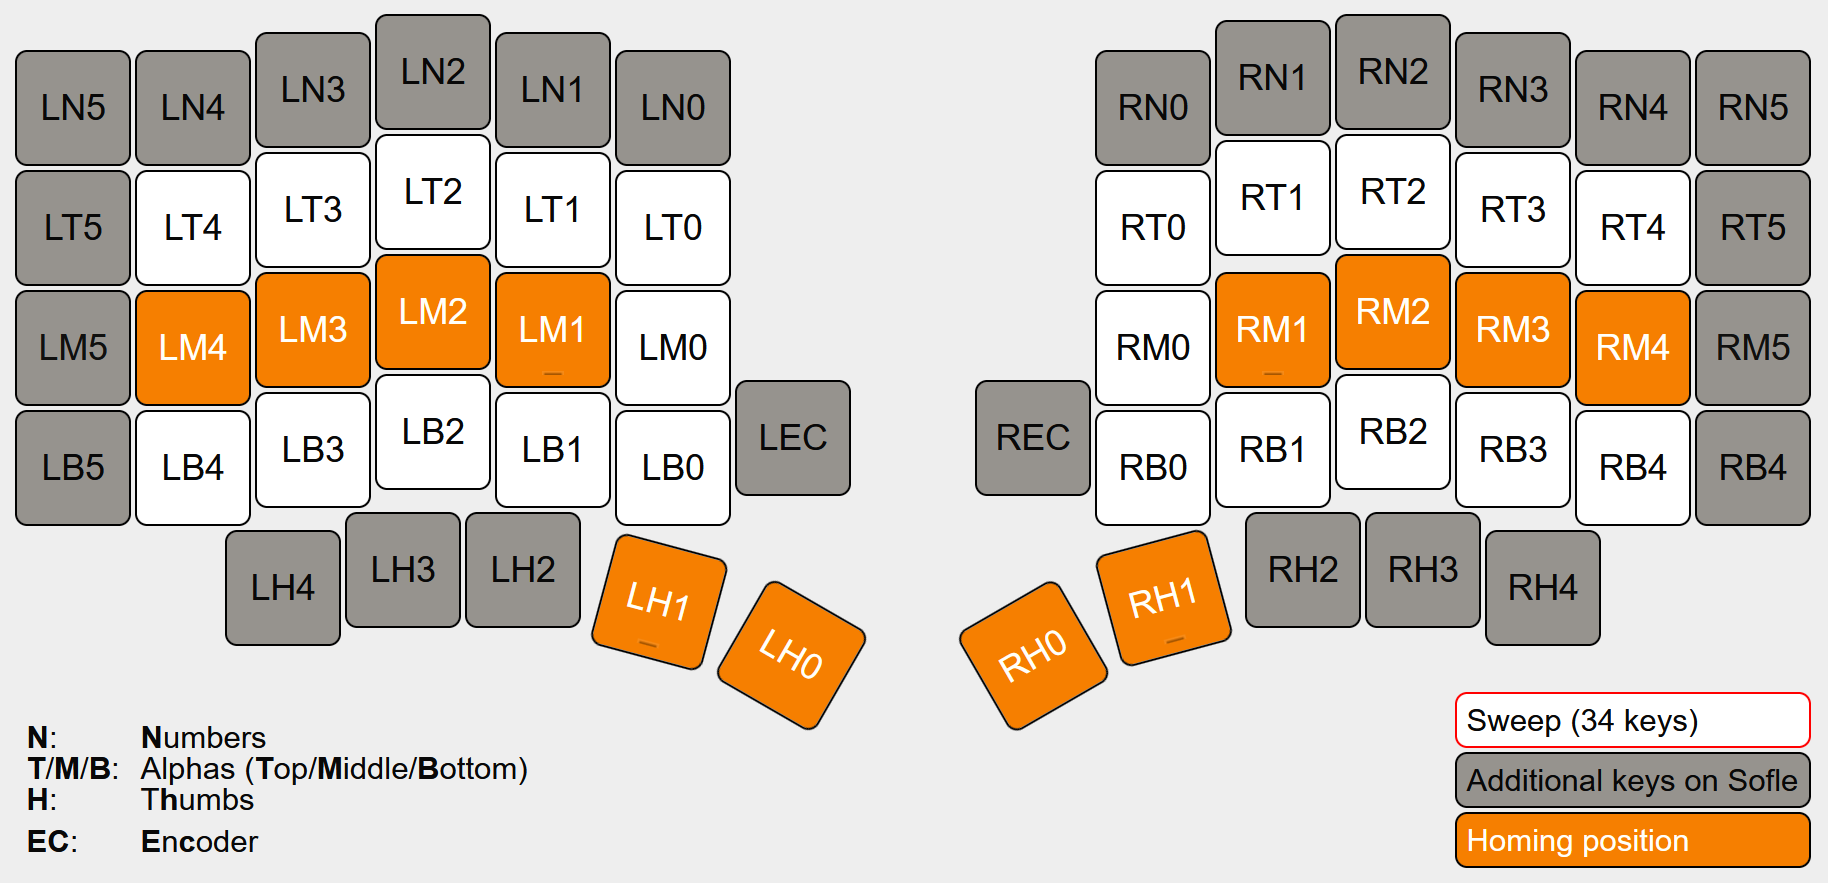 LN5 LN4 LN3 LN2 LN1 LN0 RN0 RN1 RN2 RN3 RN4 RN5
LT5 LT4 LT3 LT2 LT1 LT0 RT0 RT1 RT2 RT3 RT4 RT5
LM5 LM4 LM3 LM2 LM1 LM0 RM0 RM1 RM2 RM3 RM4 RM5
LB5 LB4 LB3 LB2 LB1 LB0 LEC REC RB0 RB1 RB2 RB3 RB4 RB4
LH4 LH3 LH2 LH1 LH0 RH0 RH1 RH2 RH3 RH4
N: Numbers
T/M/B: Alphas (Top/Middle/Bottom)
H: Thumbs
EC: Encoder
Sweep (34 keys)
Additional keys on Sofle
Homing position